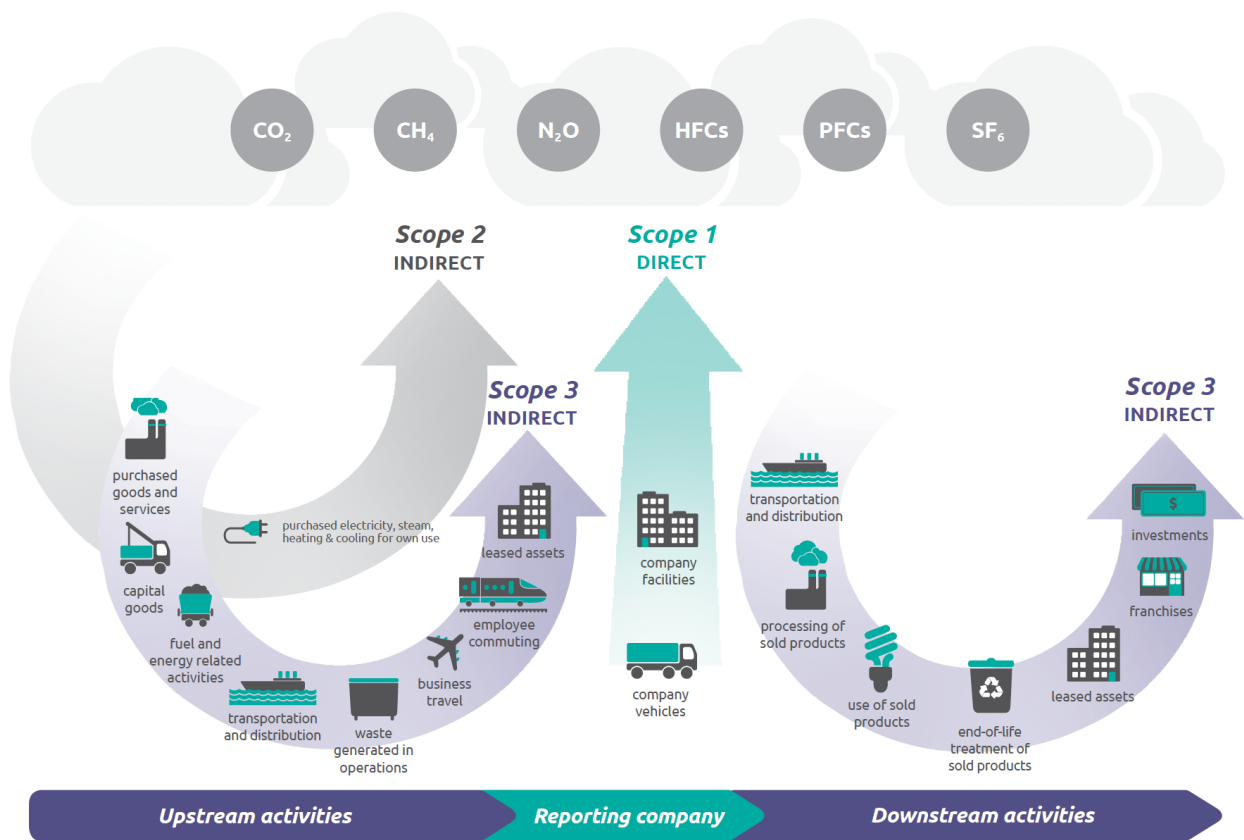 CO₂
CH₄
N₂O
HFCs
PFCs
SF₆
Scope 2
INDIRECT
Scope 1
DIRECT
Scope 3
INDIRECT
Scope 3
INDIRECT
purchased
goods and
services
capital
goods
fuel and
energy related
activities
purchased electricity, steam,
heating & cooling for own use
transportation
and distribution
waste
generated in
operations
business
travel
employee
commuting
leased assets
company
facilities
company
vehicles
transportation
and distribution
processing of
sold products
use of sold
products
end-of-life
treatment of
sold products
leased assets
franchises
$
investments
Upstream activities
Reporting company
Downstream activities